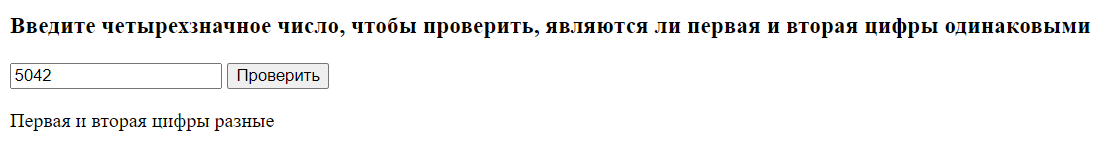 Введите четырехзначное число, чтобы проверить, являются ли первая и вторая цифры одинаковыми
5042 Проверить
Первая и вторая цифры разные